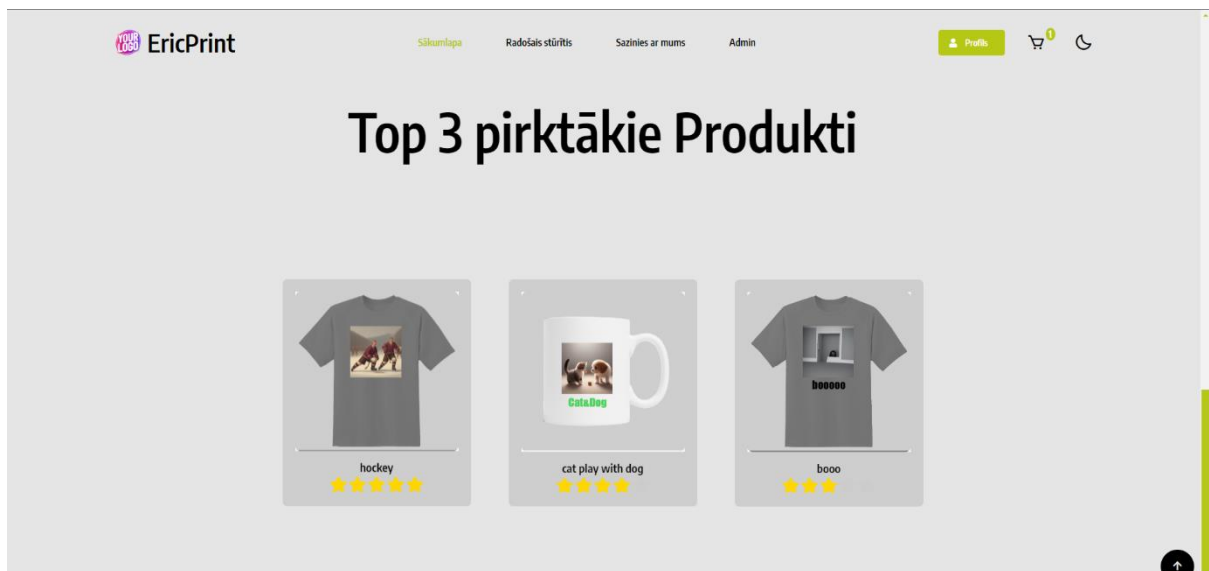 YOUR LOGO EricPrint Sākumlapa Radošais stūrītis Sazinies ar mums Admin Profils 1
Top 3 pirktākie Produkti
Cat&Dog
booooo
hockey cat play with dog booo